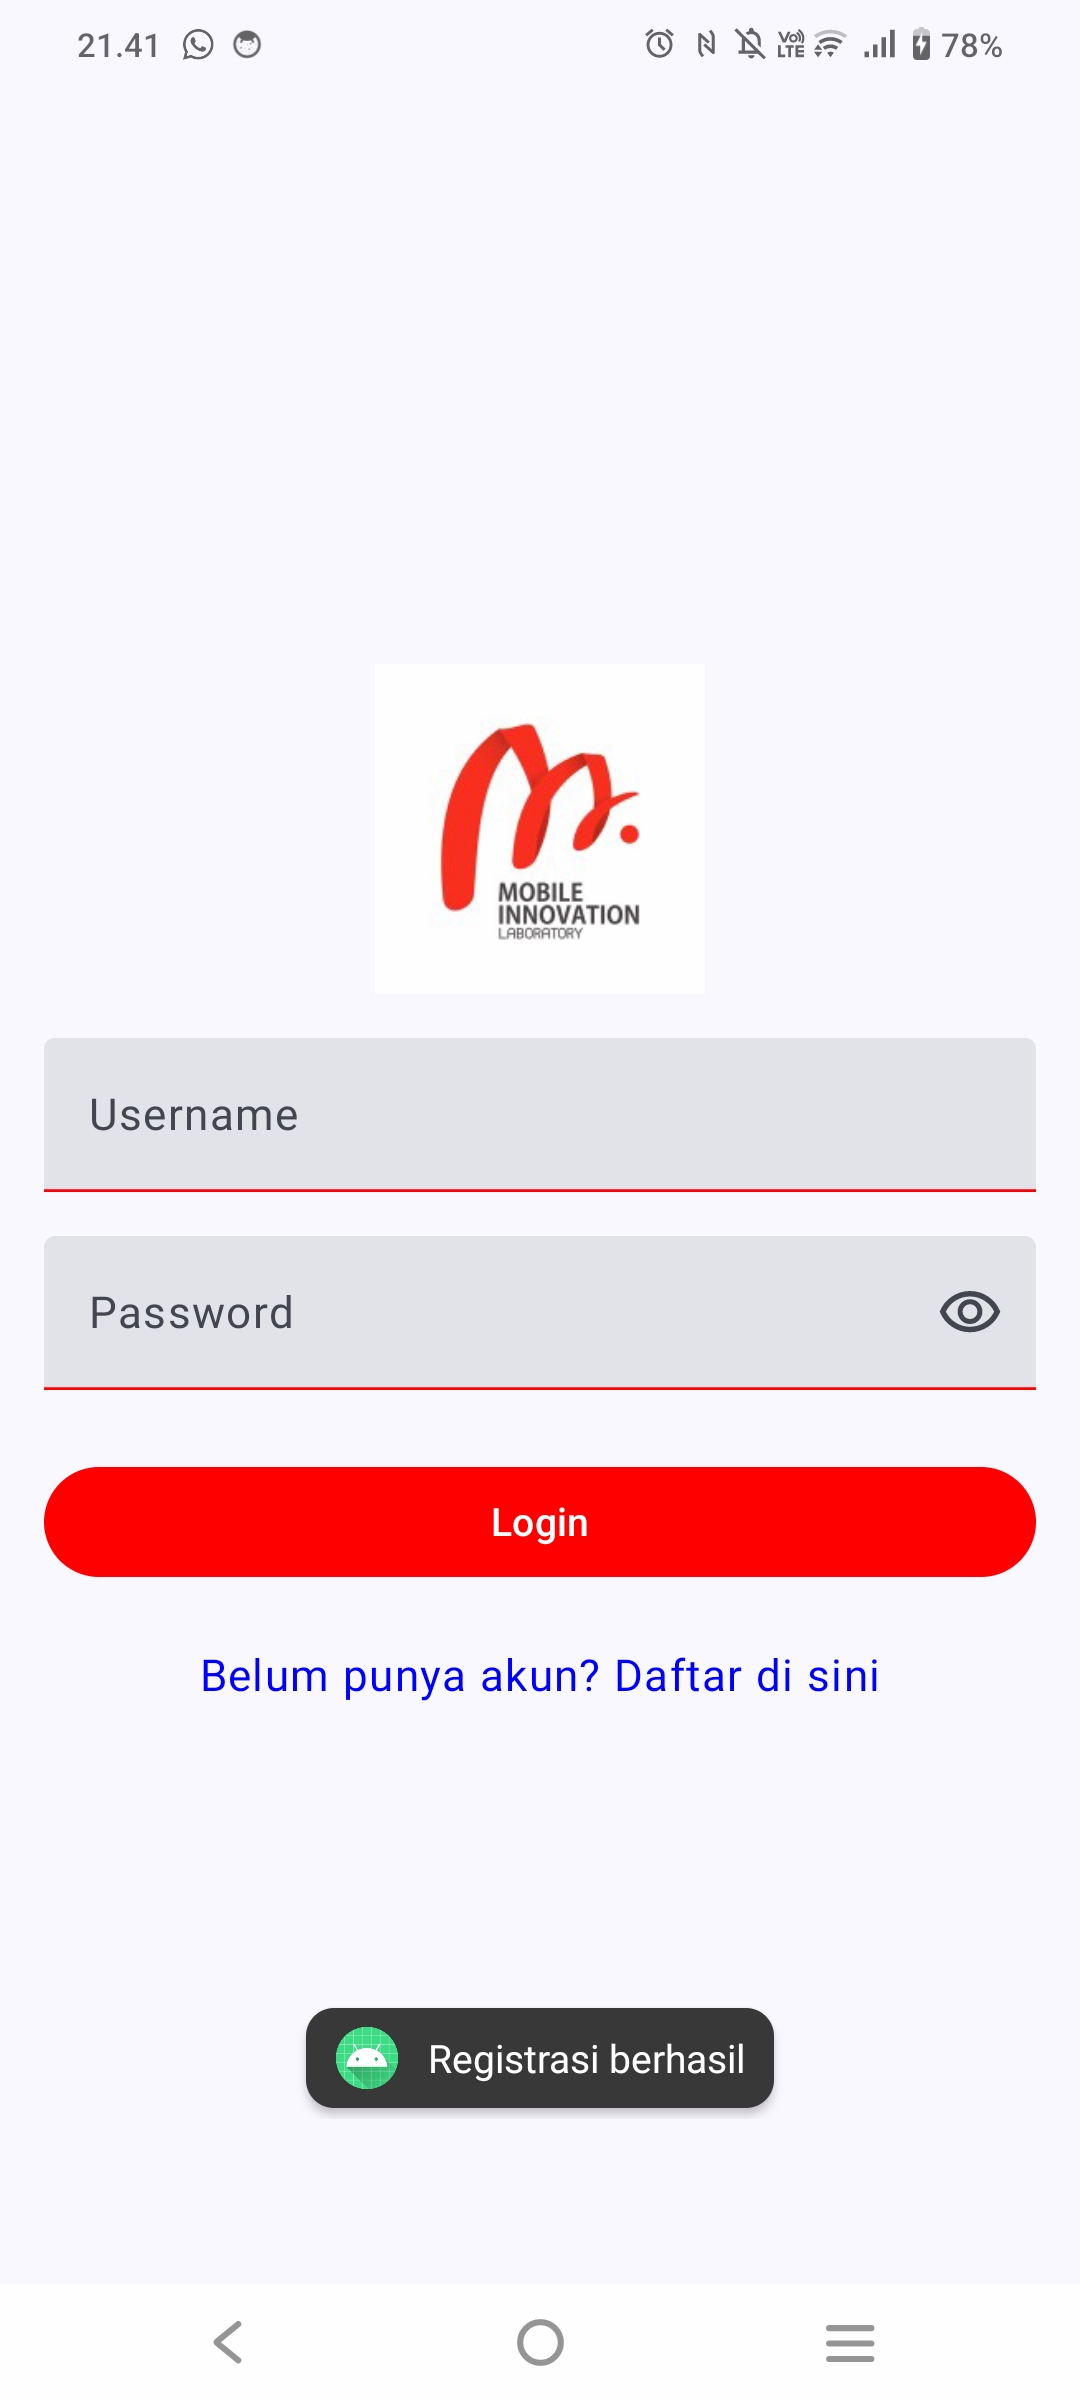 21.41
Vo)) LTE
78%
MOBILE
INNOVATION
LABORATORY
Username
Password
Login
Belum punya akun? Daftar di sini
Registrasi berhasil